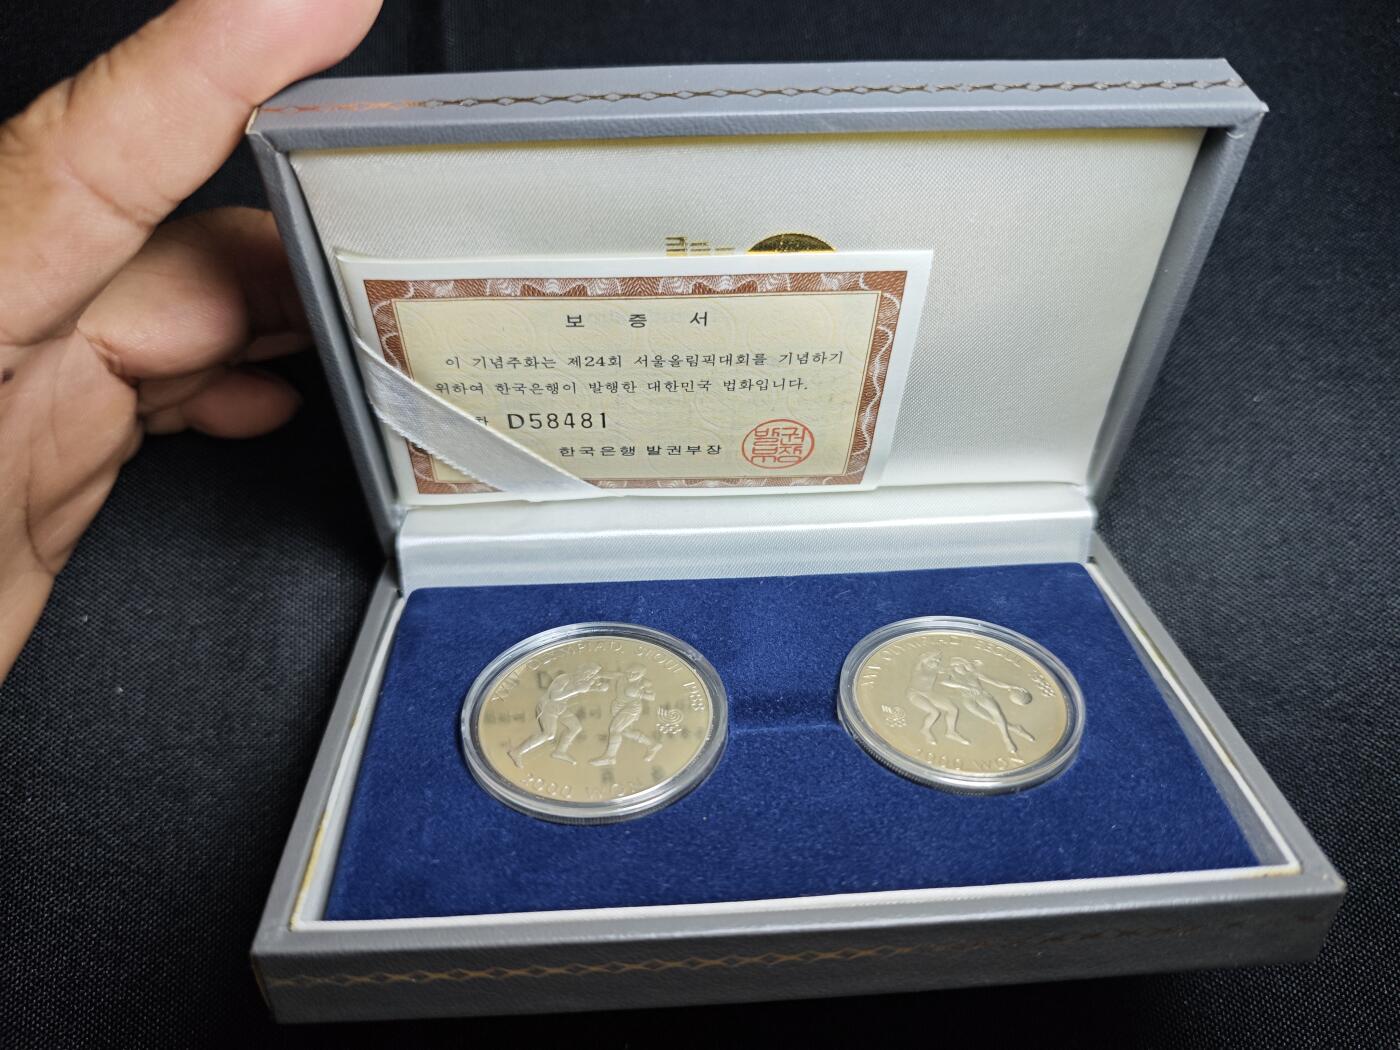 보 증 서
이 기념주화는 제24회 서울올림픽대회를 기념하기
위하여 한국은행이 발행한 대한민국 법화입니다.
D58481
한국은행 발권부장
발권부장
XXIV OLYMPIAD, SEOUL 1988
2000 WON
XXIV OLYMPIAD, SEOUL 1988
1000 WON